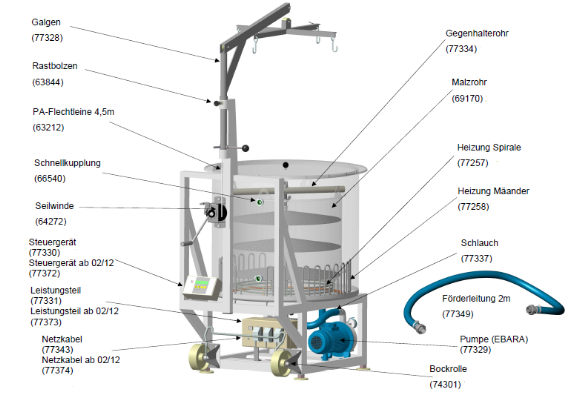 Galgen
(77328)
Rastbolzen
(63844)
PA-Flechtleine 4,5m
(63212)
Schnellkupplung
(66540)
Seilwinde
(64272)
Steuergerät
(77330)
Steuergerät ab 02/12
(77372)
Leistungsteil
(77331)
Leistungsteil ab 02/12
(77373)
Netzkabel
(77343)
Netzkabel ab 02/12
(77374)
Gegenhalterohr
(77334)
Malzrohr
(69170)
Heizung Spirale
(77257)
Heizung Mäander
(77258)
Schlauch
(77337)
Förderleitung 2m
(77349)
Pumpe (EBARA)
(77329)
Bockrolle
(74301)